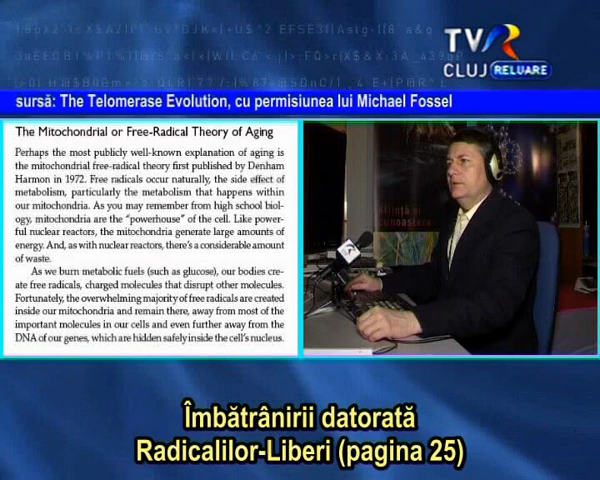 TVR
CLUJ RELUARE
sursă: The Telomerase Evolution, cu permisiunea lui Michael Fossel
The Mitochondrial or Free-Radical Theory of Aging
Perhaps the most publicly well-known explanation of aging is
the mitochondrial free-radical theory first published by Denham
Harmon in 1972. Free radicals occur naturally, the side effect of
metabolism, particularly the metabolism that happens within
our mitochondria. As you may remember from high school biol-
ogy, mitochondria are the "powerhouse" of the cell. Like power-
ful nuclear reactors, the mitochondria generate large amounts of
energy. And, as with nuclear reactors, there's a considerable amount
of waste.
As we burn metabolic fuels (such as glucose), our bodies cre-
ate free radicals, charged molecules that disrupt other molecules.
Fortunately, the overwhelming majority of free radicals are created
inside our mitochondria and remain there, away from most of the
important molecules in our cells and even further away from the
DNA of our genes, which are hidden safely inside the cell's nucleus.
știință și
cunoaștere
Îmbătrânirii datorată
Radicalilor-Liberi (pagina 25)